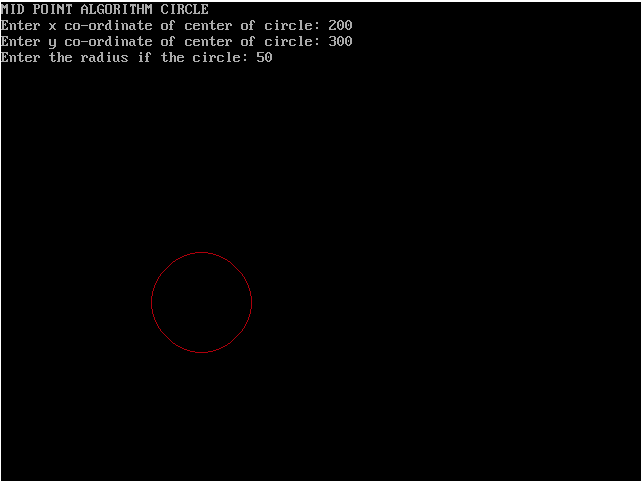 MID POINT ALGORITHM CIRCLE
Enter x co-ordinate of center of circle: 200
Enter y co-ordinate of center of circle: 300
Enter the radius if the circle: 50